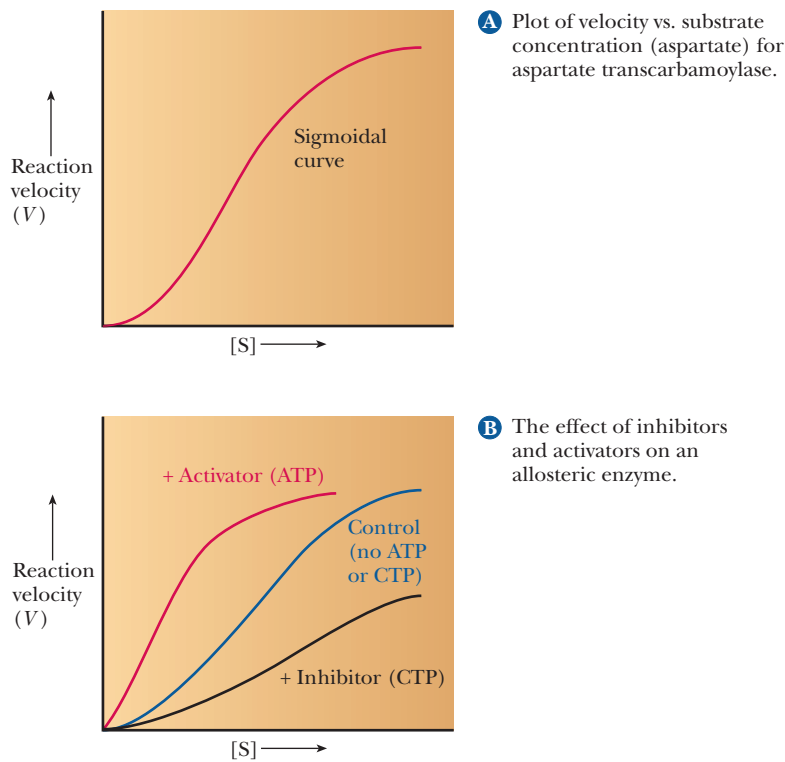 A Plot of velocity vs. substrate
concentration (aspartate) for
aspartate transcarbamoylase.
Sigmoidal
curve
Reaction
velocity
(V)
[S]
B The effect of inhibitors
and activators on an
allosteric enzyme.
+ Activator (ATP)
Control
(no ATP
or CTP)
Reaction
velocity
(V)
+ Inhibitor (CTP)
[S]